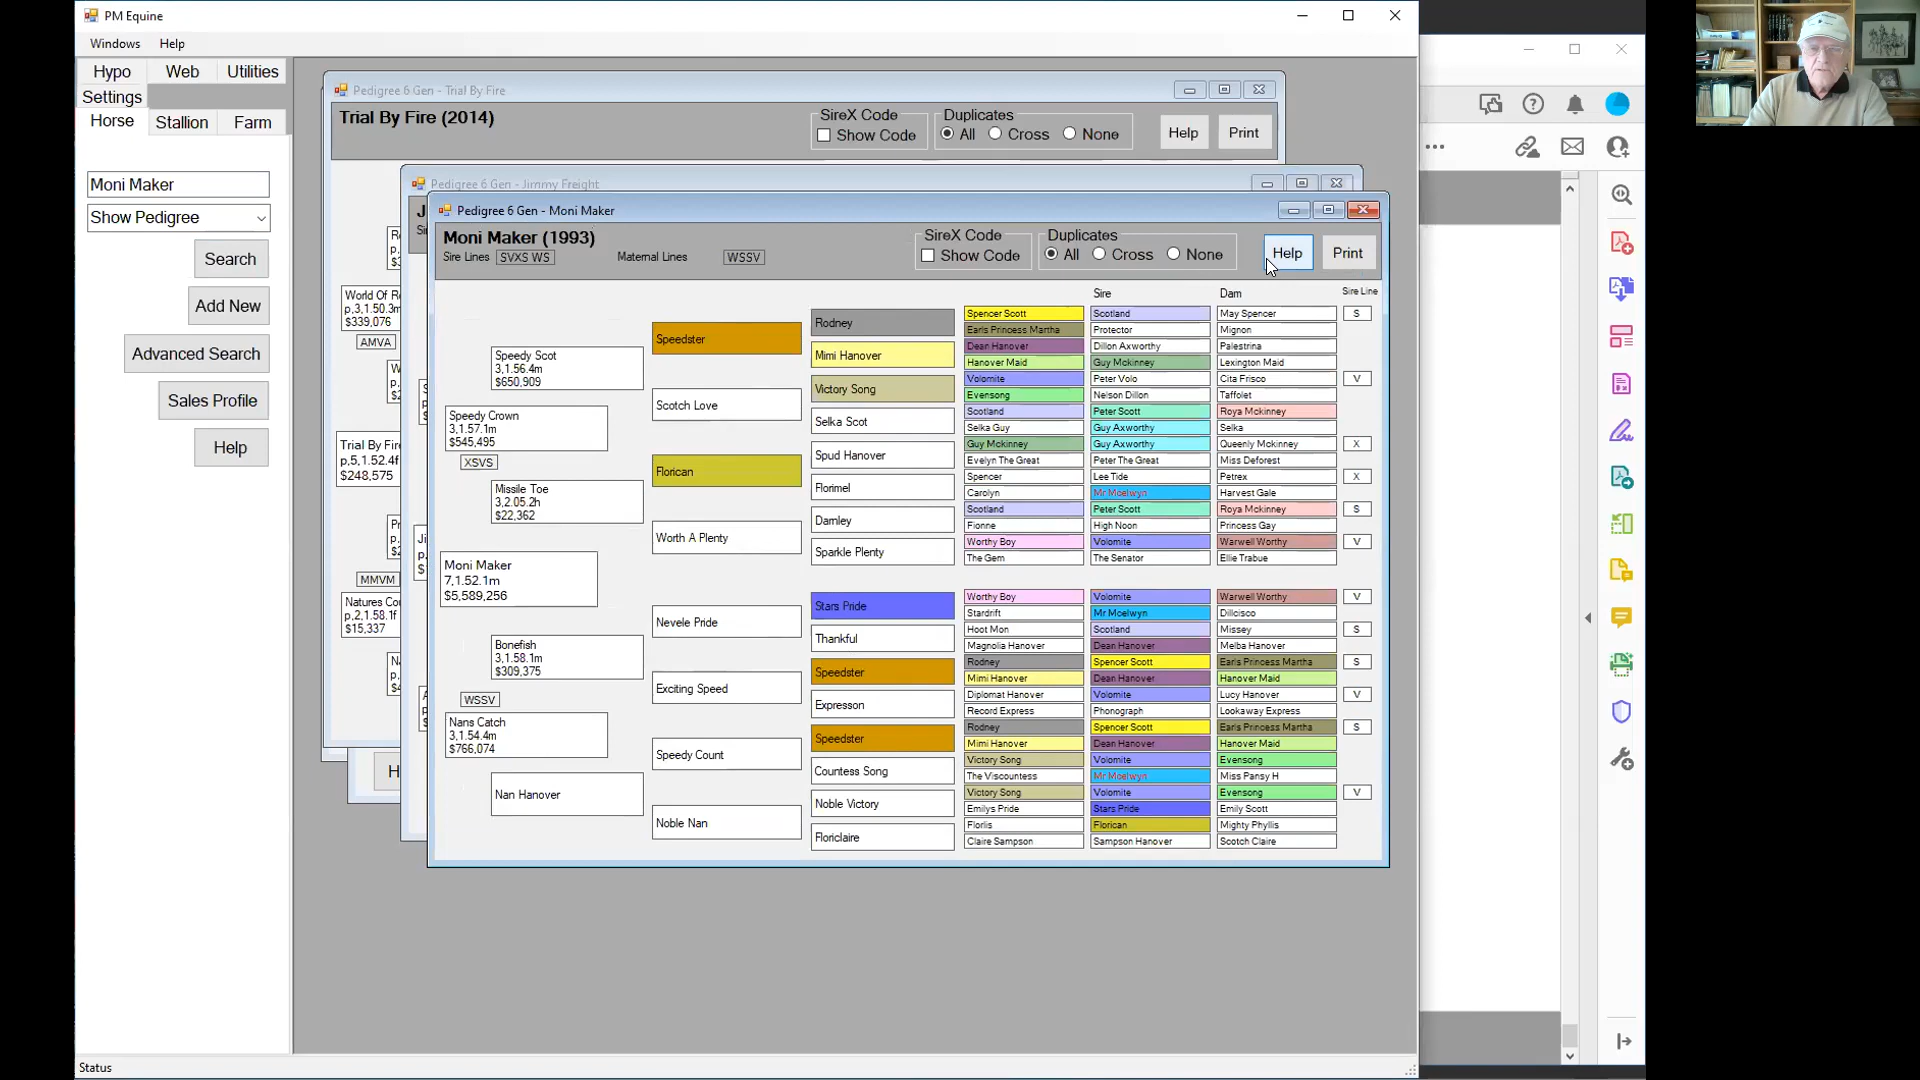 PM Equine
Windows Help
Hypo Web Utilities
Settings
Horse Stallion Farm
Moni Maker
Show Pedigree
Search
Add New
Advanced Search
Sales Profile
Help
Status
Pedigree 6 Gen - Trial By Fire
Trial By Fire (2014)
SireX Code
Show Code
Duplicates
All Cross None
Help
Print
World Of R
p,3,1.50.3m
$339,076
AMVA
Trial By Fire
p,5,1.52.4f
$248,575
MMVM
Natures Co
p,2,1.58.1f
$15,337
Pedigree 6 Gen - Jimmy Freight
Pedigree 6 Gen - Moni Maker
Moni Maker (1993)
Sire Lines SVXS WS
Maternal Lines WSSV
SireX Code
Show Code
Duplicates
All Cross None
Help
Print
Sire Dam Sire Line
Moni Maker
7,1.52.1m
$5,589,256
Speedy Crown
3,1.57.1m
$545,495
XSVS
WSSV
Nans Catch
3,1.54.4m
$766,074
Speedy Scot
3,1.56.4m
$650,909
Missile Toe
3,2.05.2h
$22,362
Bonefish
3,1.58.1m
$309,375
Nan Hanover
Speedster
Scotch Love
Florican
Worth A Plenty
Nevele Pride
Exciting Speed
Speedy Count
Noble Nan
Rodney
Mimi Hanover
Victory Song
Selka Scot
Spud Hanover
Florimel
Darnley
Sparkle Plenty
Stars Pride
Thankful
Speedster
Expresson
Speedster
Countess Song
Noble Victory
Floriclaire
Spencer Scott Scotland May Spencer S
Earls Princess Martha Protector Mignon
Dean Hanover Dillon Axworthy Palestrina
Hanover Maid Guy Mckinney Lexington Maid
Volomite Peter Volo Cita Frisco V
Evensong Nelson Dillon Taffolet
Scotland Peter Scott Roya Mckinney
Selka Guy Guy Axworthy Selka
Guy Mckinney Guy Axworthy Queenly Mckinney X
Evelyn The Great Peter The Great Miss Deforest
Spencer Lee Tide Petrex X
Carolyn Mr Mcelwyn Harvest Gale
Scotland Peter Scott Roya Mckinney S
Fionne High Noon Princess Gay
Worthy Boy Volomite Warwell Worthy V
The Gem The Senator Ellie Trabue
Worthy Boy Volomite Warwell Worthy V
Stardrift Mr Mcelwyn Dillcisco
Hoot Mon Scotland Missey S
Magnolia Hanover Dean Hanover Melba Hanover
Rodney Spencer Scott Earls Princess Martha S
Mimi Hanover Dean Hanover Hanover Maid
Diplomat Hanover Volomite Lucy Hanover V
Record Express Phonograph Lookaway Express
Rodney Spencer Scott Earls Princess Martha S
Mimi Hanover Dean Hanover Hanover Maid
Victory Song Volomite Evensong
The Viscountess Mr Mcelwyn Miss Pansy H
Victory Song Volomite Evensong V
Emilys Pride Stars Pride Emily Scott
Florlis Florican Mighty Phyllis
Claire Sampson Sampson Hanover Scotch Claire